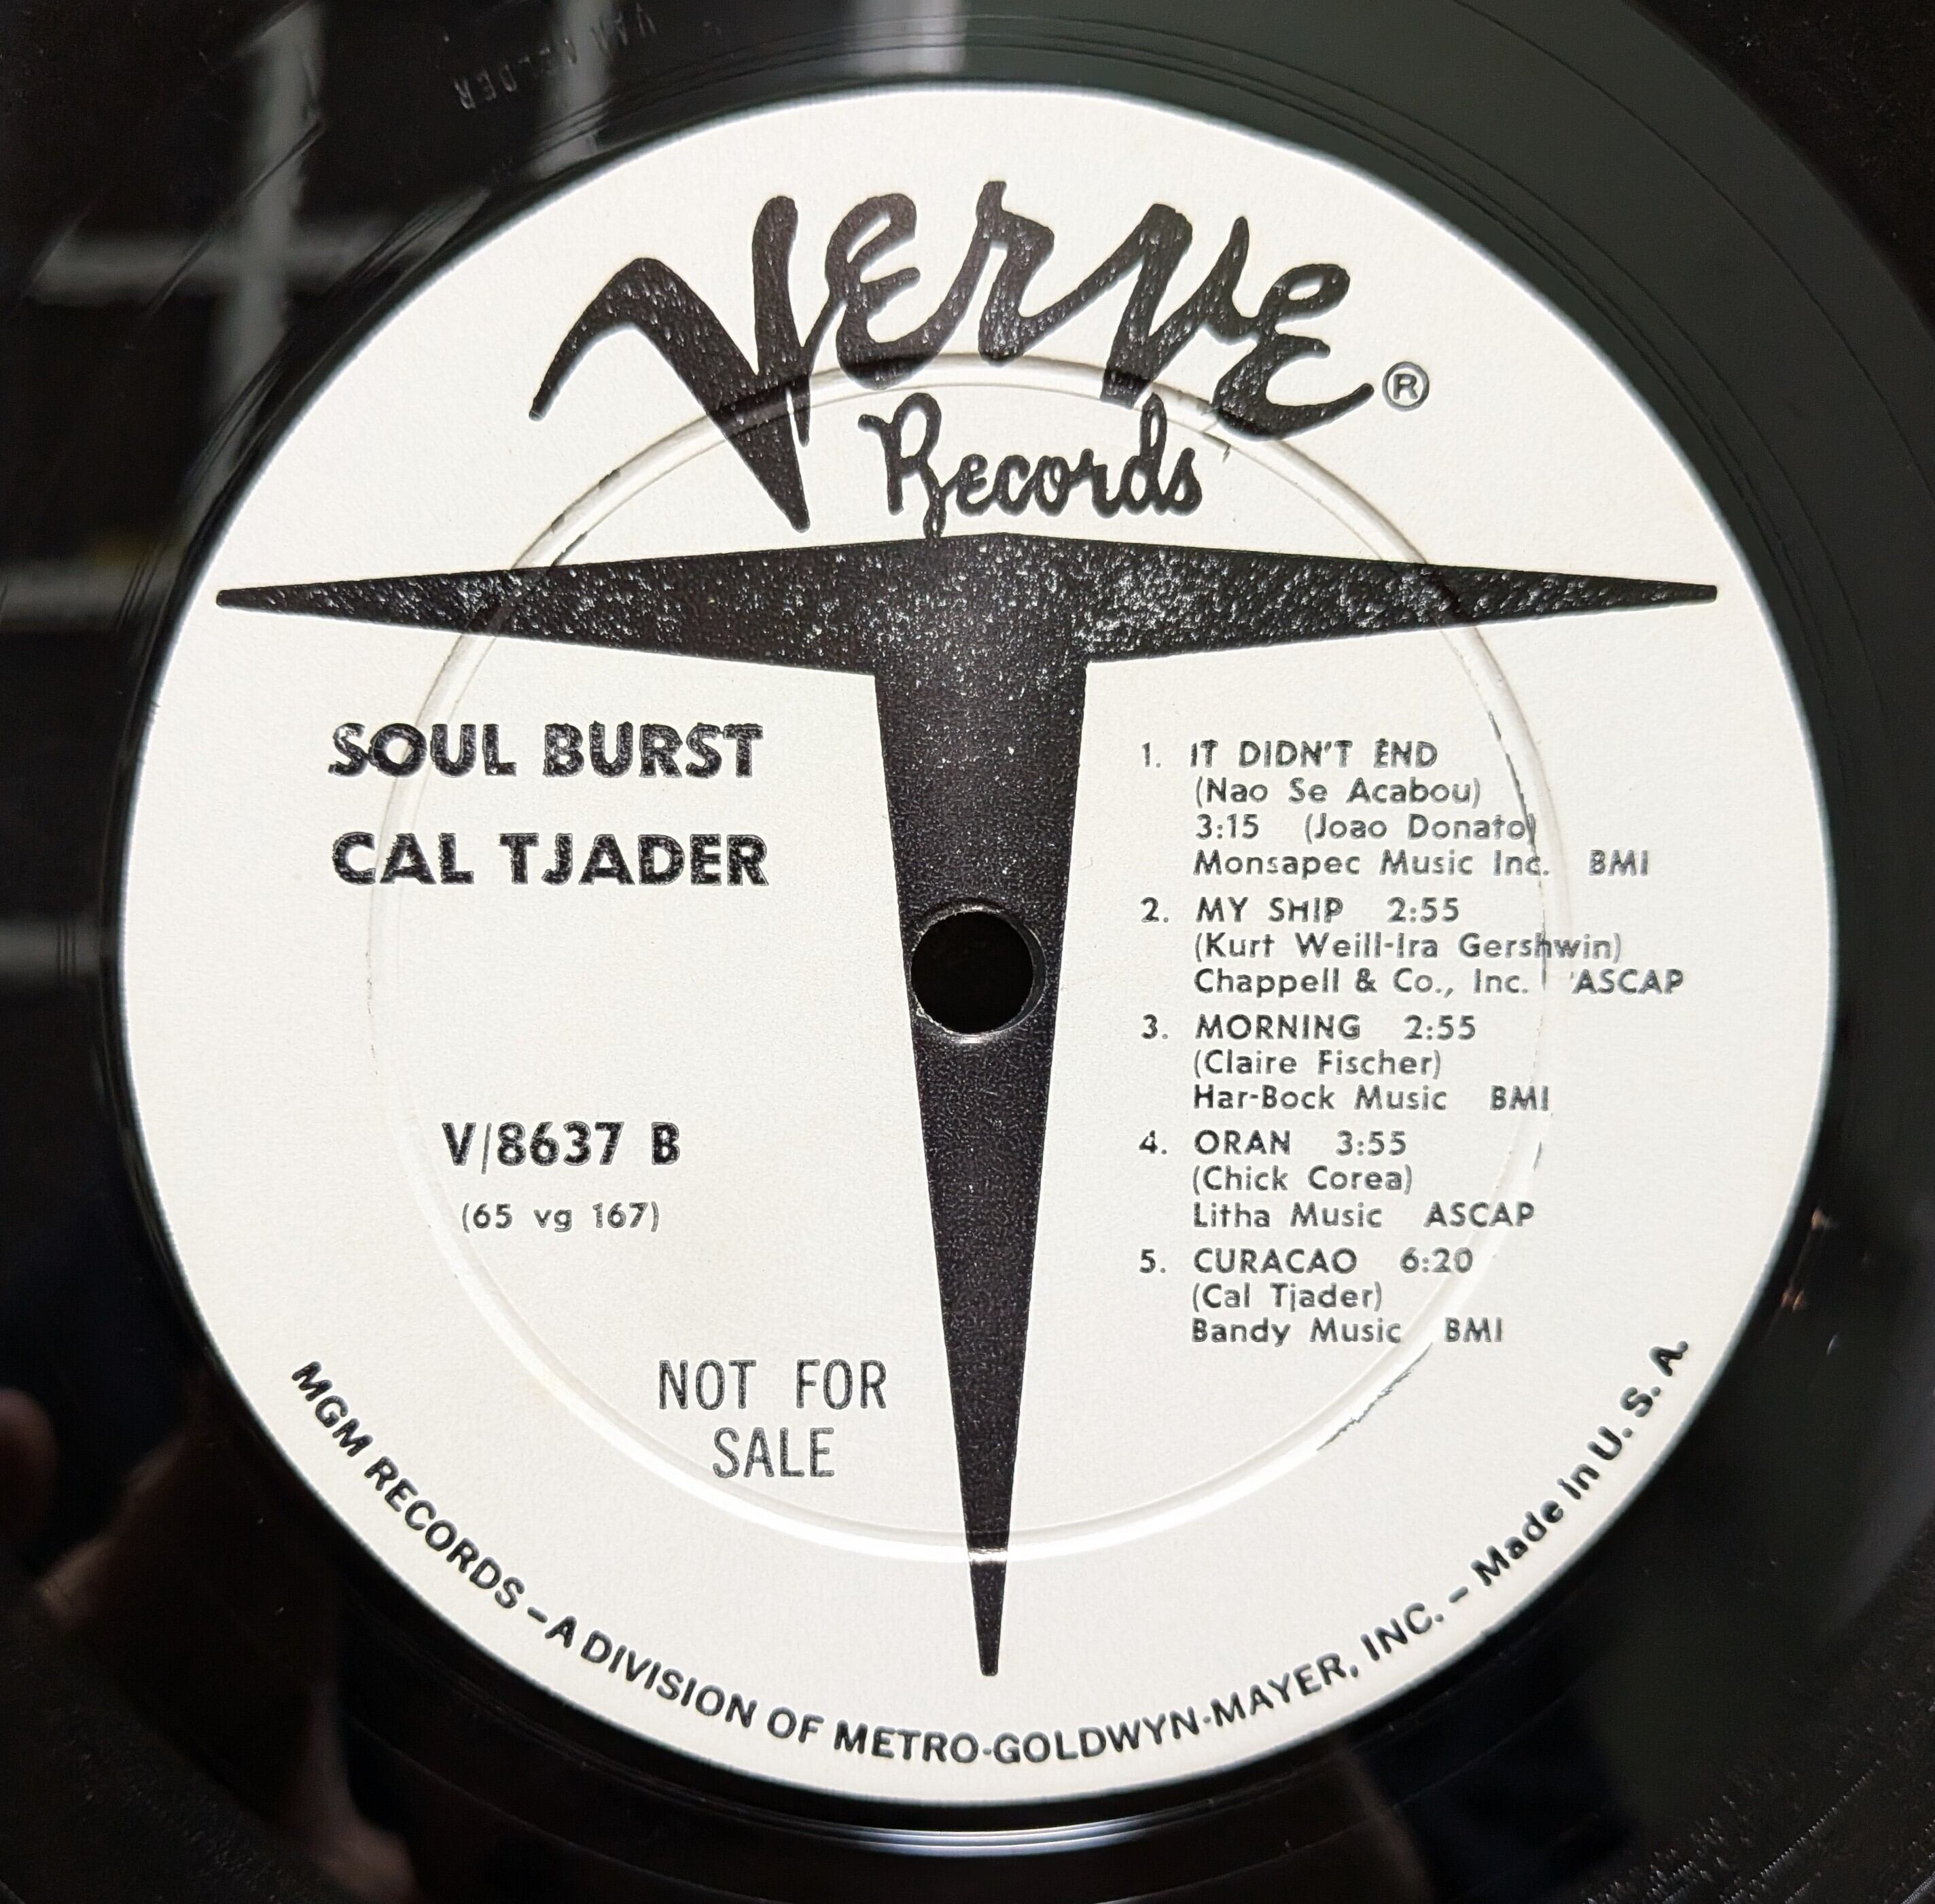 VAN GELDER
Verve ®
Records
SOUL BURST
CAL TJADER
V/8637 B
(65 vg 167)
NOT FOR
SALE
1. IT DIDN'T END
(Nao Se Acabou)
3:15 (Joao Donato)
Monsapec Music Inc. BMI
2. MY SHIP 2:55
(Kurt Weill-Ira Gershwin)
Chappell & Co., Inc. ASCAP
3. MORNING 2:55
(Claire Fischer)
Har-Bock Music BMI
4. ORAN 3:55
(Chick Corea)
Litha Music ASCAP
5. CURACAO 6:20
(Cal Tjader)
Bandy Music BMI
MGM RECORDS – A DIVISION OF METRO-GOLDWYN-MAYER, INC. – Made in U. S. A.